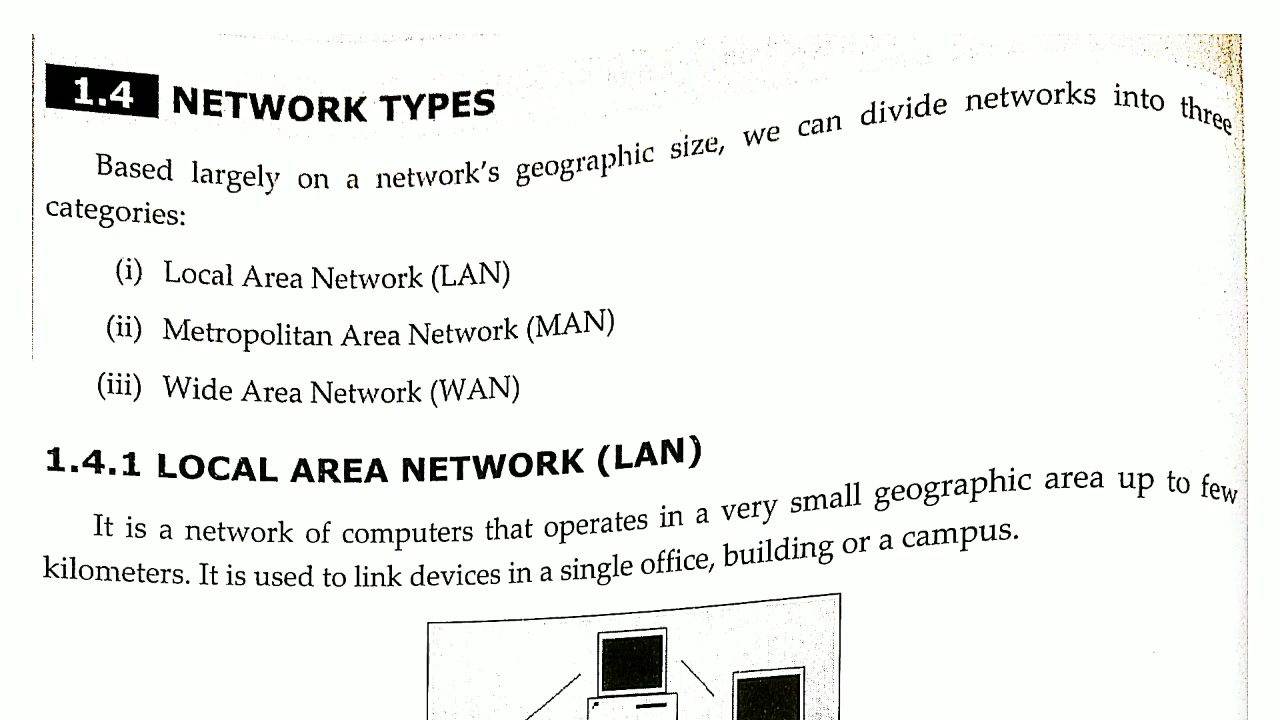 1.4 NETWORK TYPES
Based largely on a network's geographic size, we can divide networks into three
categories:
(i) Local Area Network (LAN)
(ii) Metropolitan Area Network (MAN)
(iii) Wide Area Network (WAN)
1.4.1 LOCAL AREA NETWORK (LAN)
It is a network of computers that operates in a very small geographic area up to few
kilometers. It is used to link devices in a single office, building or a campus.